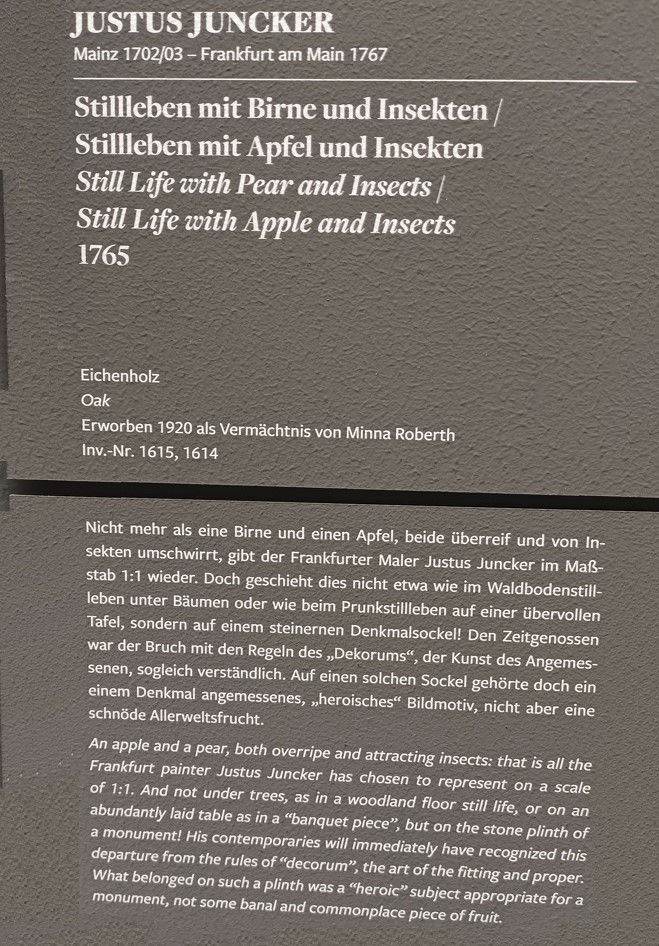 JUSTUS JUNCKER
Mainz 1702/03 – Frankfurt am Main 1767
Stillleben mit Birne und Insekten /
Stillleben mit Apfel und Insekten
Still Life with Pear and Insects /
Still Life with Apple and Insects
1765
Eichenholz
Oak
Erworben 1920 als Vermächtnis von Minna Roberth
Inv.-Nr. 1615, 1614
Nicht mehr als eine Birne und einen Apfel, beide überreif und von In-
sekten umschwirrt, gibt der Frankfurter Maler Justus Juncker im Maß-
stab 1:1 wieder. Doch geschieht dies nicht etwa wie im Waldbodenstill-
leben unter Bäumen oder wie beim Prunkstillleben auf einer übervollen
Tafel, sondern auf einem steinernen Denkmalsockel! Den Zeitgenossen
war der Bruch mit den Regeln des „Dekorums“, der Kunst des Angemes-
senen, sogleich verständlich. Auf einen solchen Sockel gehörte doch ein
einem Denkmal angemessenes, „heroisches“ Bildmotiv, nicht aber eine
schnöde Allerweltsfrucht.
An apple and a pear, both overripe and attracting insects: that is all the
Frankfurt painter Justus Juncker has chosen to represent on a scale
of 1:1. And not under trees, as in a woodland floor still life, or on an
abundantly laid table as in a “banquet piece”, but on the stone plinth of
a monument! His contemporaries will immediately have recognized this
departure from the rules of “decorum”, the art of the fitting and proper.
What belonged on such a plinth was a “heroic” subject appropriate for a
monument, not some banal and commonplace piece of fruit.